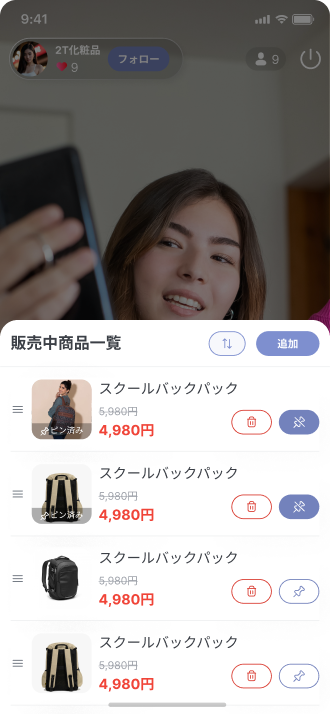 9:41
2T化粧品
9
フォロー
9
販売中商品一覧
追加
スクールバックパック
5,980円
4,980円
ピン済み
スクールバックパック
5,980円
4,980円
ピン済み
スクールバックパック
5,980円
4,980円
スクールバックパック
5,980円
4,980円